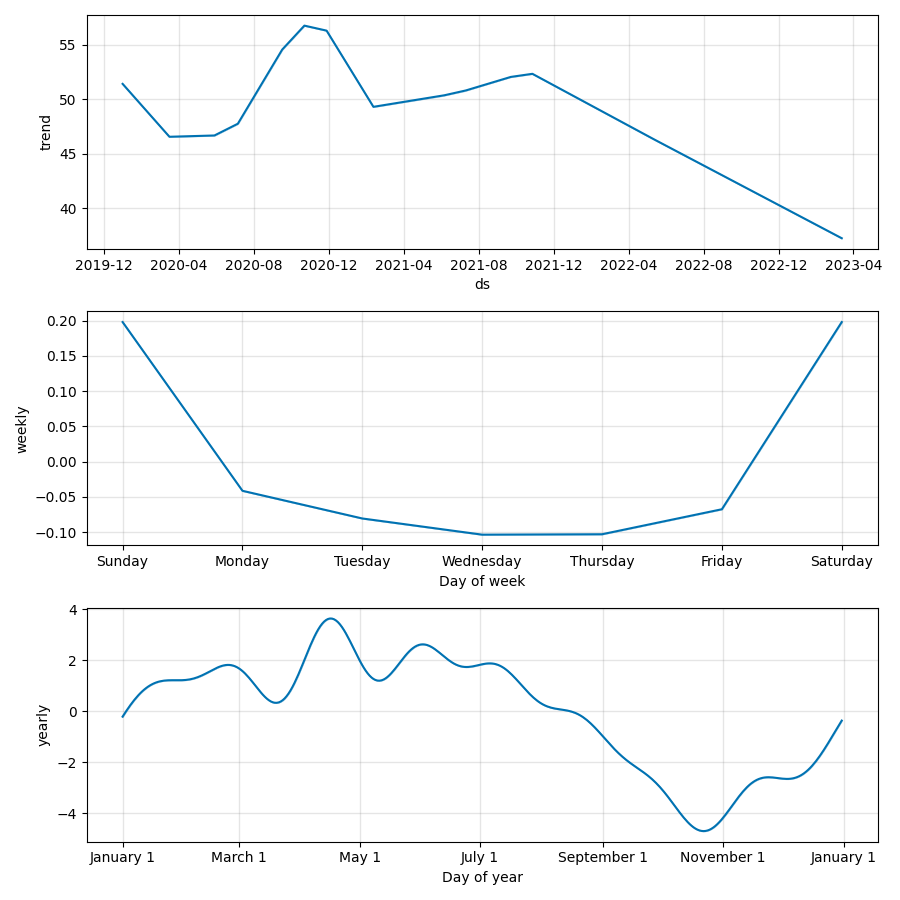 55
50
45
40
trend
2019-12 2020-04 2020-08 2020-12 2021-04 2021-08 2021-12 2022-04 2022-08 2022-12 2023-04
ds
0.20
0.15
0.10
0.05
0.00
−0.05
−0.10
weekly
Sunday Monday Tuesday Wednesday Thursday Friday Saturday
Day of week
4
2
0
−2
−4
yearly
January 1 March 1 May 1 July 1 September 1 November 1 January 1
Day of year